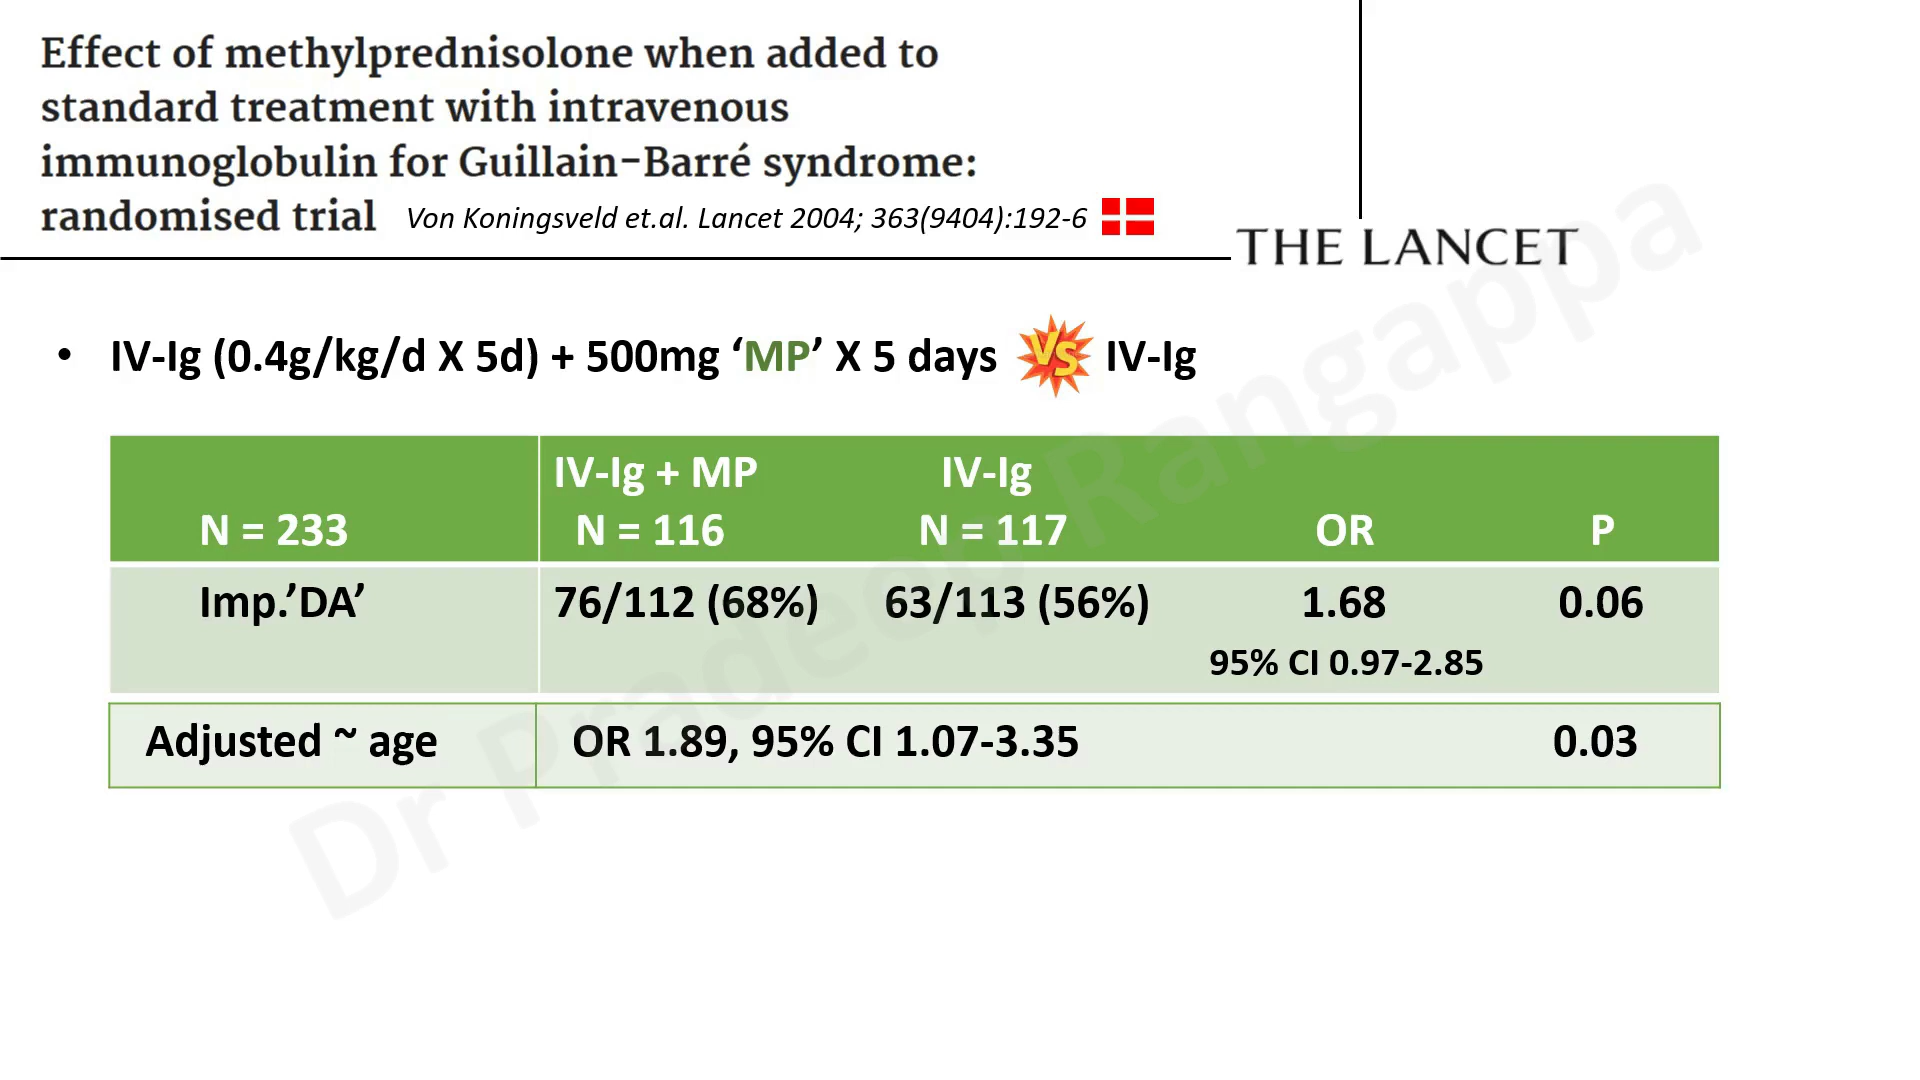 Effect of methylprednisolone when added to
standard treatment with intravenous
immunoglobulin for Guillain-Barré syndrome:
randomised trial Von Koningsveld et.al. Lancet 2004; 363(9404):192-6
THE LANCET
• IV-Ig (0.4g/kg/d X 5d) + 500mg ‘MP’ X 5 days VS IV-Ig
IV-Ig + MP IV-Ig
N = 233 N = 116 N = 117 OR P
Imp.’DA’ 76/112 (68%) 63/113 (56%) 1.68 0.06
95% CI 0.97-2.85
Adjusted ~ age OR 1.89, 95% CI 1.07-3.35 0.03
Dr Pradeep Rangappa